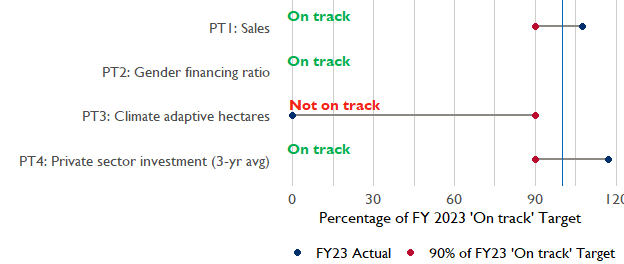 On track
PT1: Sales
On track
PT2: Gender financing ratio
Not on track
PT3: Climate adaptive hectares
On track
PT4: Private sector investment (3-yr avg)
0 30 60 90 120
Percentage of FY 2023 'On track' Target
FY23 Actual 90% of FY23 'On track' Target